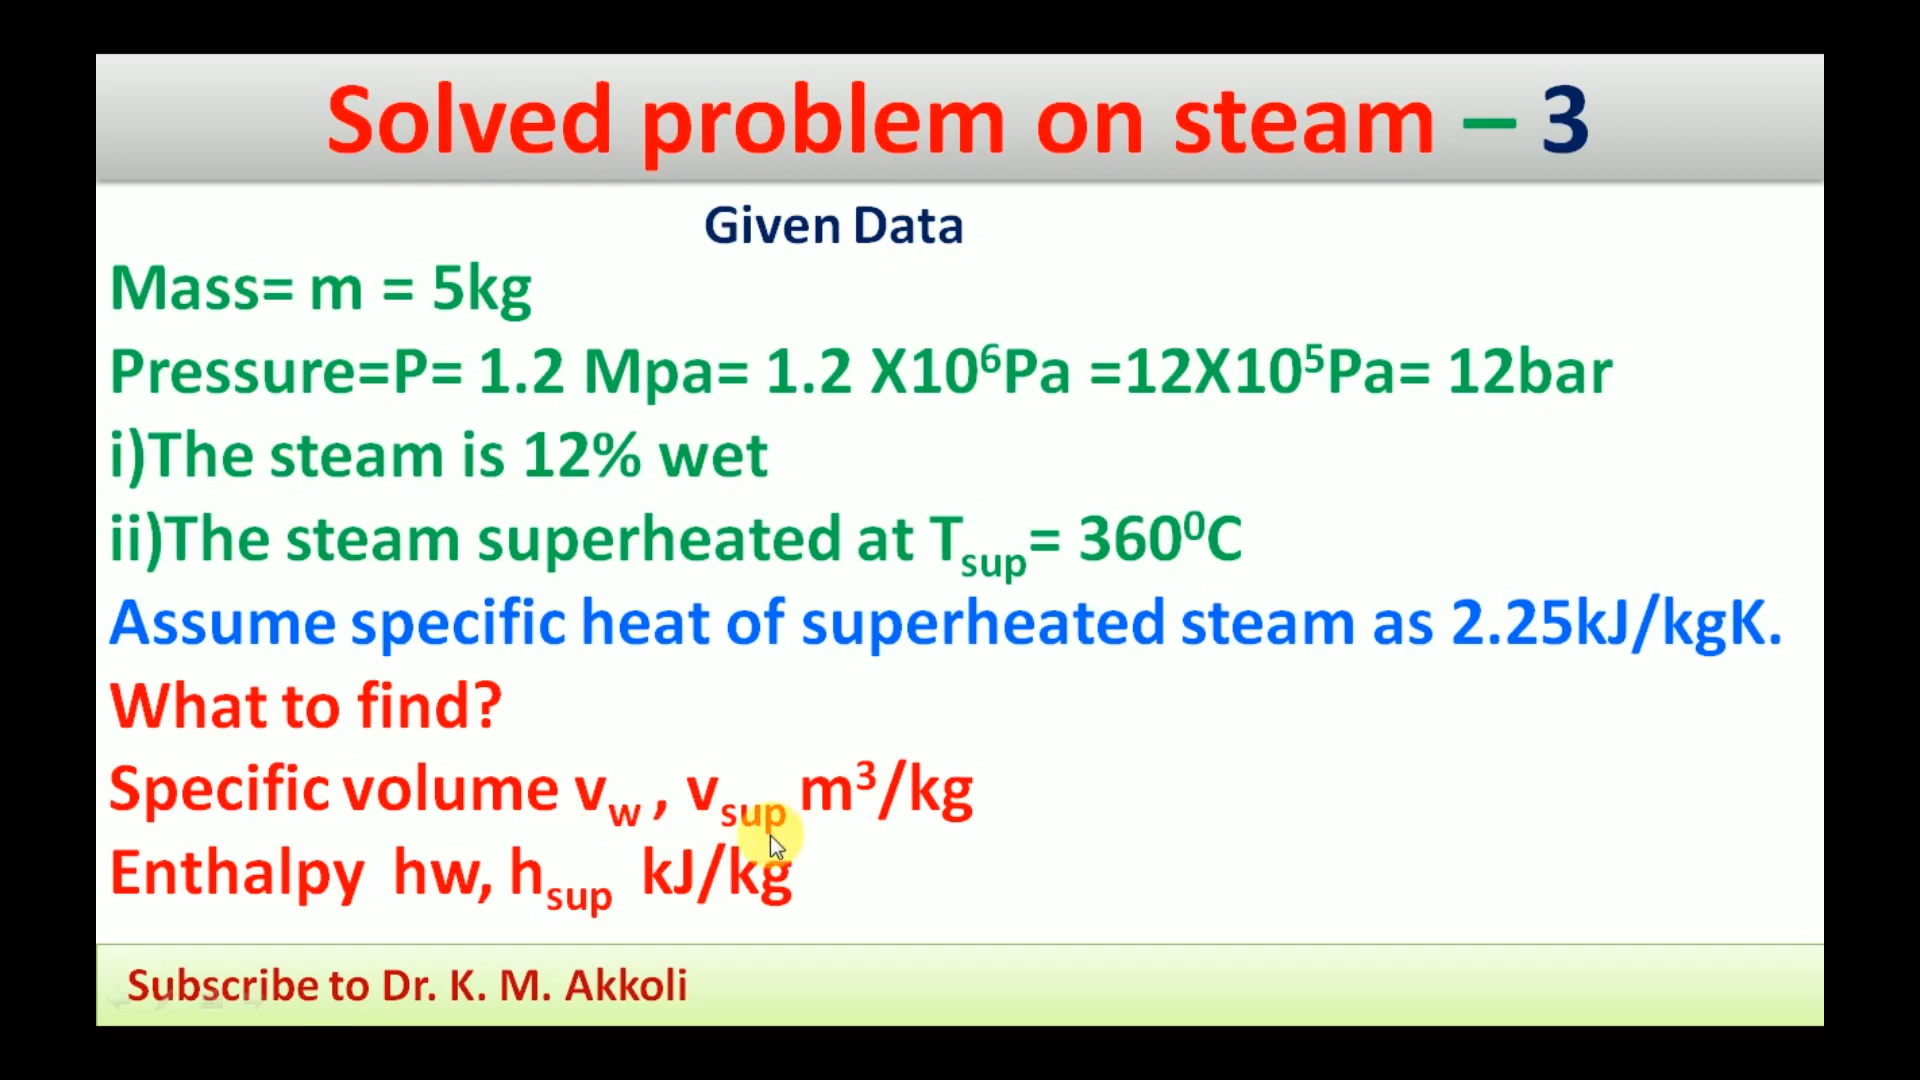 Solved problem on steam – 3
Given Data
Mass= m = 5kg
Pressure=P= 1.2 Mpa= 1.2 X10⁶Pa =12X10⁵Pa= 12bar
i)The steam is 12% wet
ii)The steam superheated at Tsup= 360⁰C
Assume specific heat of superheated steam as 2.25kJ/kgK.
What to find?
Specific volume vw , vsup m³/kg
Enthalpy hw, hsup kJ/kg
Subscribe to Dr. K. M. Akkoli